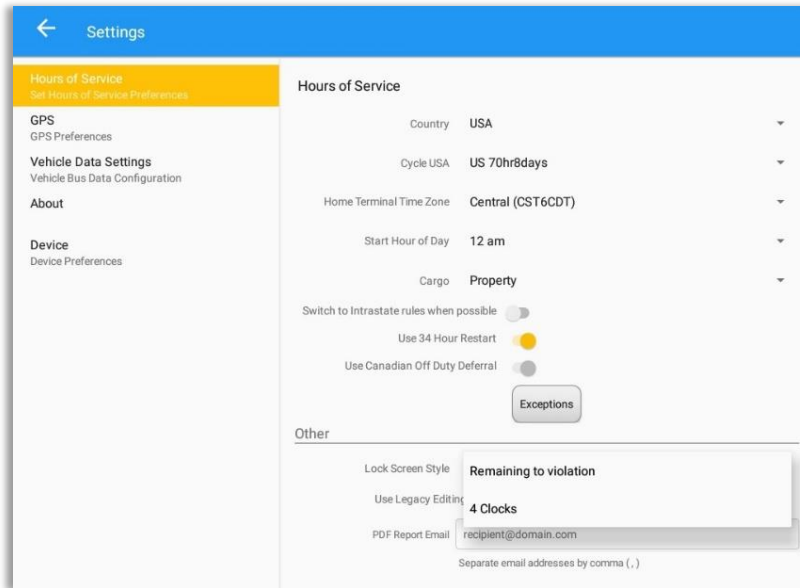 Settings
Hours of Service
Set Hours of Service Preferences
GPS
GPS Preferences
Vehicle Data Settings
Vehicle Bus Data Configuration
About
Device
Device Preferences
Hours of Service
Country USA
Cycle USA US 70hr8days
Home Terminal Time Zone Central (CST6CDT)
Start Hour of Day 12 am
Cargo Property
Switch to Intrastate rules when possible
Use 34 Hour Restart
Use Canadian Off Duty Deferral
Exceptions
Other
Lock Screen Style Remaining to violation
Use Legacy Editing 4 Clocks
PDF Report Email recipient@domain.com
Separate email addresses by comma (,)